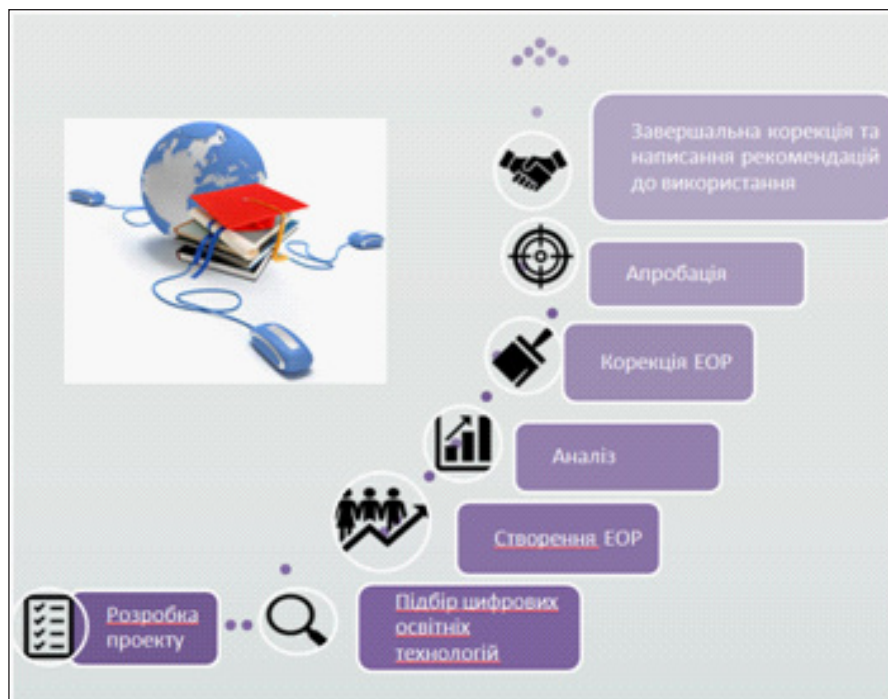 Завершальна корекція та
написання рекомендацій
до використання
Апробація
Корекція ЕОР
Аналіз
Створення ЕОР
Розробка
проекту
Підбір цифрових
освітніх
технологій